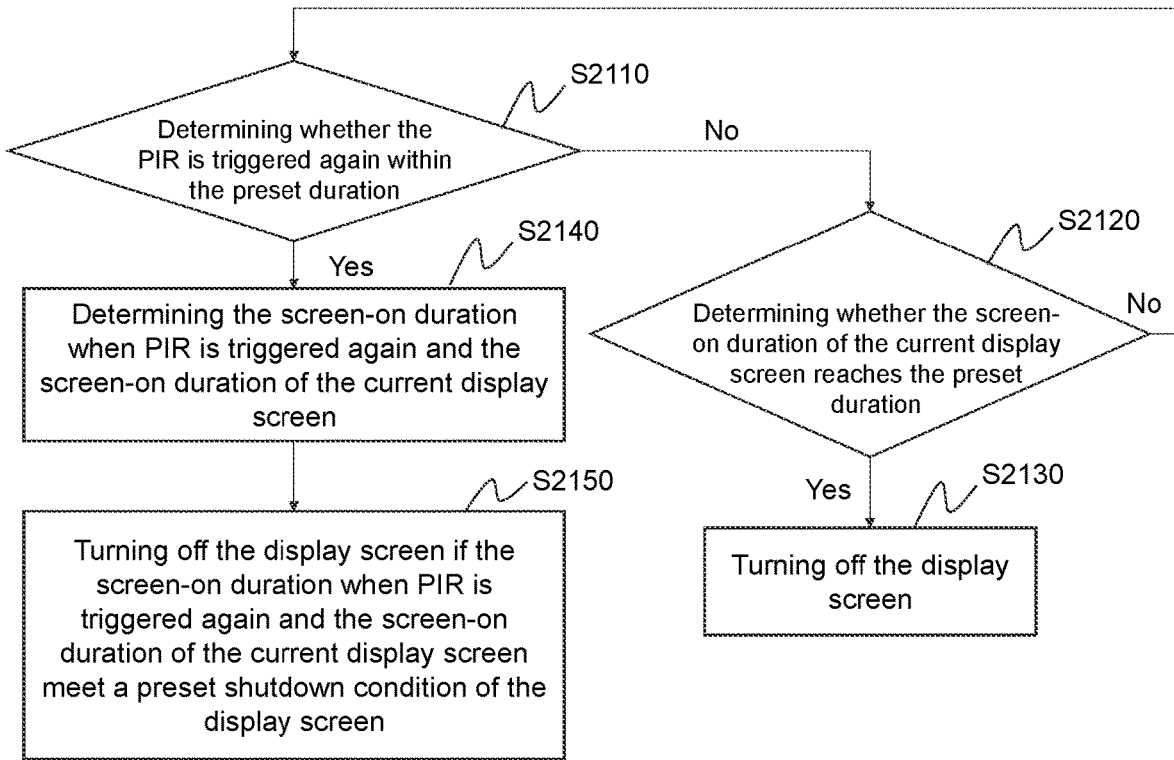 S2110
Determining whether the
PIR is triggered again within
the preset duration
No
Yes
S2140
Determining the screen-on duration
when PIR is triggered again and the
screen-on duration of the current display
screen
S2150
Turning off the display screen if the
screen-on duration when PIR is
triggered again and the screen-on
duration of the current display screen
meet a preset shutdown condition of the
display screen
S2120
Determining whether the screen-
on duration of the current display
screen reaches the preset
duration
No
Yes
S2130
Turning off the display
screen